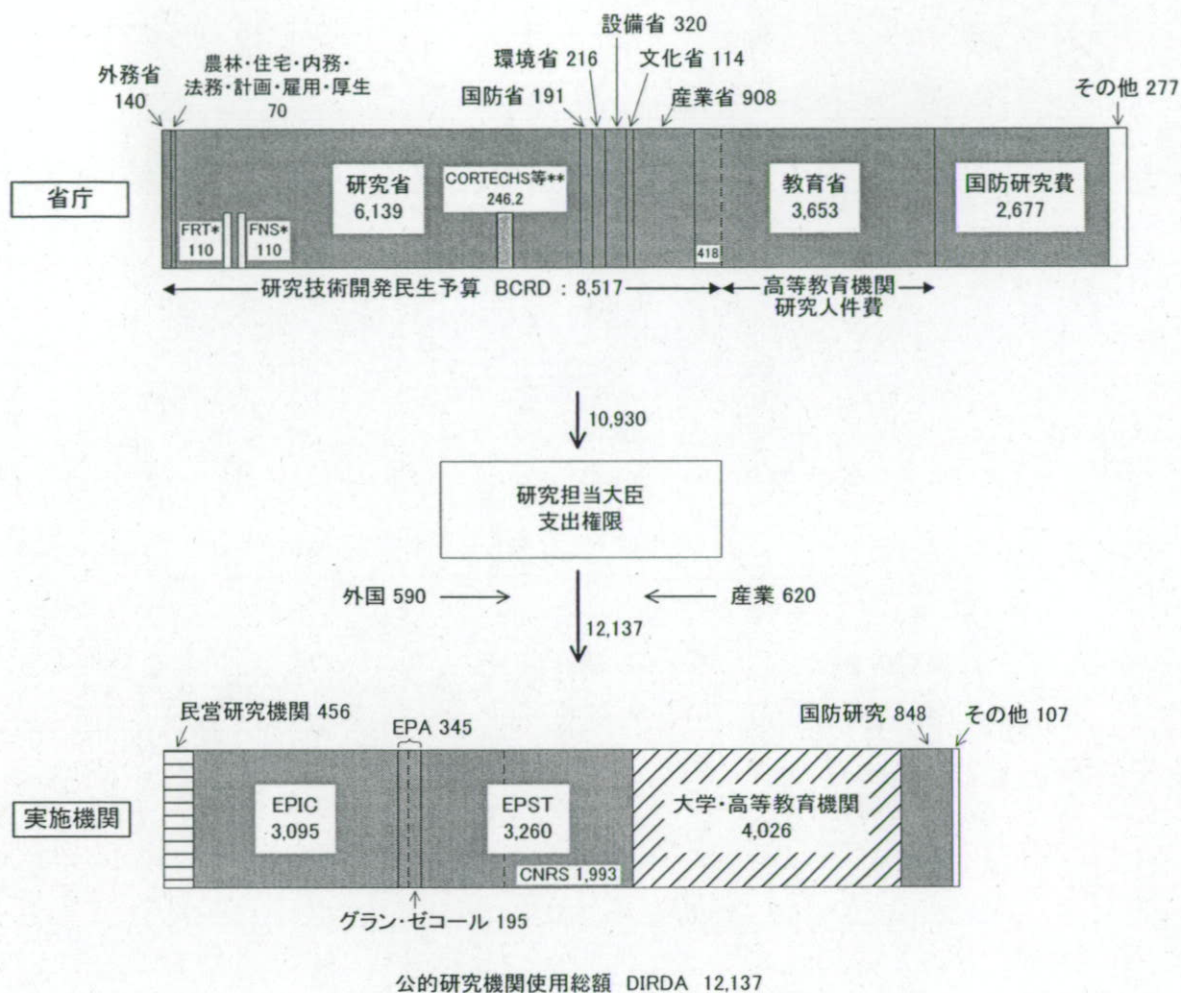 設備省 320
農林・住宅・内務・
法務・計画・雇用・厚生
70
外務省
140
環境省 216
文化省 114
国防省 191
産業省 908
その他 277
省庁
研究省
6,139
CORTECHS等**
246.2
教育省
3,653
国防研究費
2,677
FRT*
110
FNS*
110
418
研究技術開発民生予算 BCRD : 8,517
高等教育機関
研究人件費
10,930
研究担当大臣
支出権限
外国 590
産業 620
12,137
民営研究機関 456
EPA 345
国防研究 848
その他 107
実施機関
EPIC
3,095
EPST
3,260
大学・高等教育機関
4,026
CNRS 1,993
グラン・ゼコール 195
公的研究機関使用総額 DIRDA 12,137